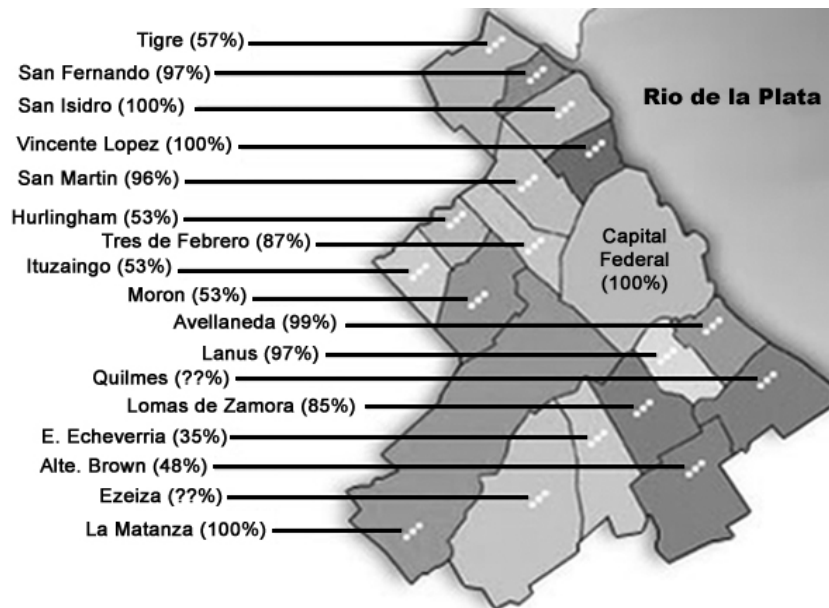 Tigre (57%)
San Fernando (97%)
Rio de la Plata
San Isidro (100%)
Vincente Lopez (100%)
San Martin (96%)
Hurlingham (53%)
Tres de Febrero (87%)
Capital
Federal
(100%)
Ituzaingo (53%)
Moron (53%)
Avellaneda (99%)
Lanus (97%)
Quilmes (??%)
Lomas de Zamora (85%)
E. Echeverria (35%)
Alte. Brown (48%)
Ezeiza (??%)
La Matanza (100%)